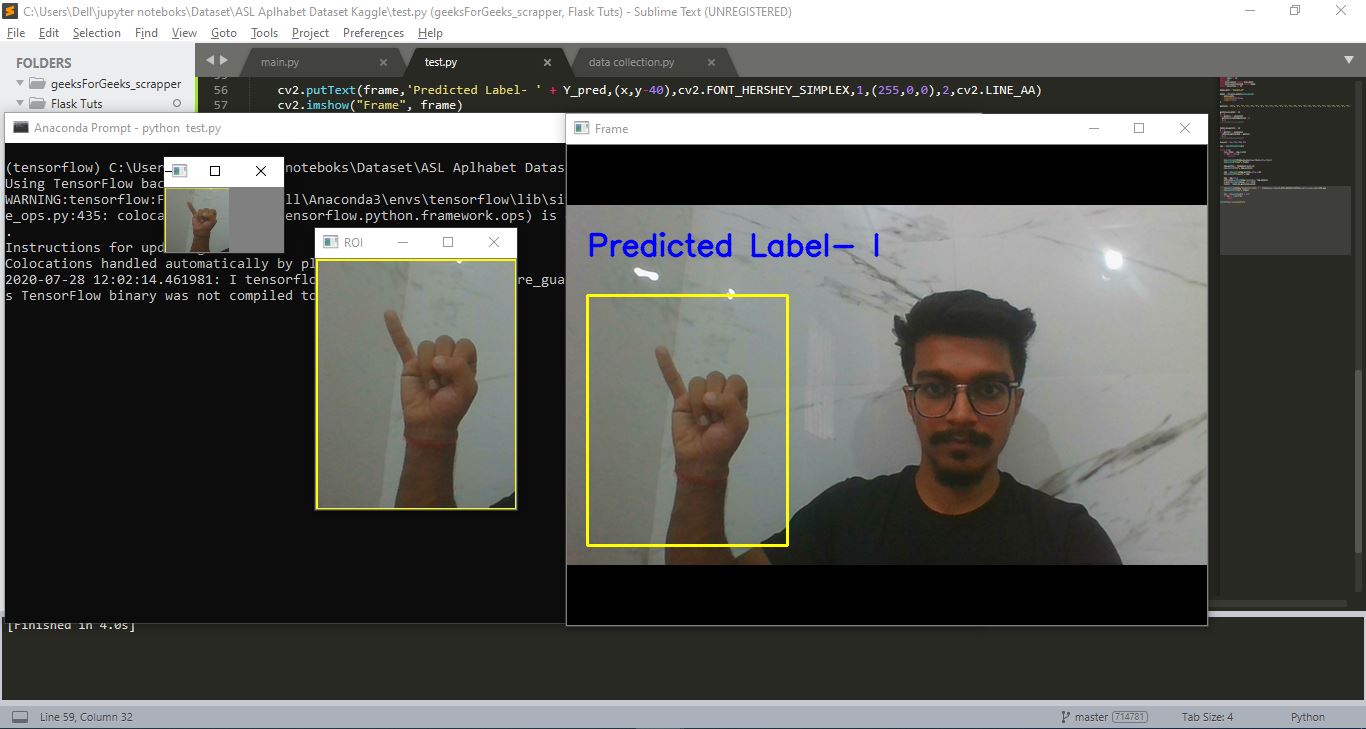 C:\Users\Dell\jupyter noteboks\Dataset\ASL Aplhabet Dataset Kaggle\test.py (geeksForGeeks_scrapper, Flask Tuts) - Sublime Text (UNREGISTERED)
File Edit Selection Find View Goto Tools Project Preferences Help
FOLDERS
geeksForGeeks_scrapper
Flask Tuts
main.py
test.py
data collection.py
56 cv2.putText(frame,'Predicted Label- ' + Y_pred,(x,y-40),cv2.FONT_HERSHEY_SIMPLEX,1,(255,0,0),2,cv2.LINE_AA)
57 cv2.imshow("Frame", frame)
Anaconda Prompt - python test.py
(tensorflow) C:\User noteboks\Dataset\ASL Aplhabet Datas
Using TensorFlow bac
WARNING:tensorflow:F ll\Anaconda3\envs\tensorflow\lib\si
e_ops.py:435: coloca ensorflow.python.framework.ops) is
.
Instructions for upd
Colocations handled automatically by pl
2020-07-28 12:02:14.461981: I tensorflo re_gua
s TensorFlow binary was not compiled to
ROI
Frame
Predicted Label- I
[Finished in 4.0s]
Line 59, Column 32
master 714781
Tab Size: 4
Python